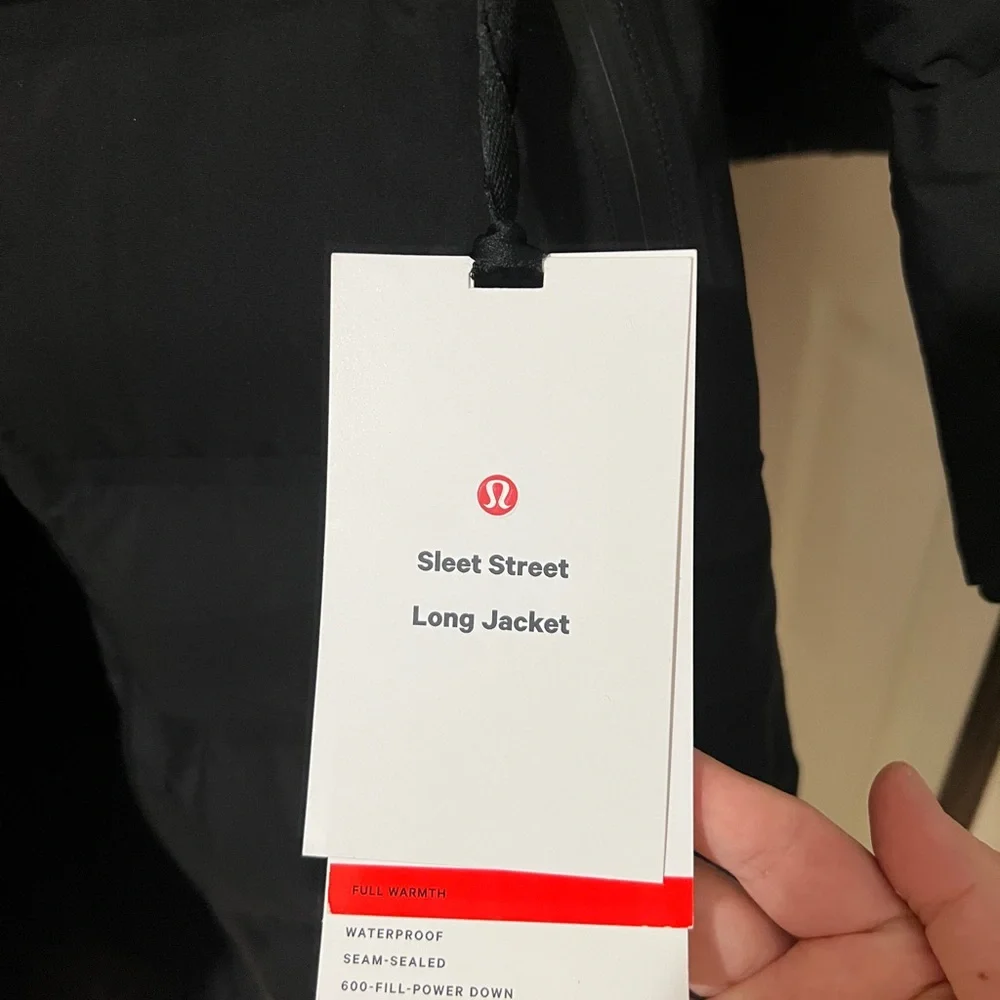 Sleet Street
Long Jacket
FULL WARMTH
WATERPROOF
SEAM-SEALED
600-FILL-POWER DOWN